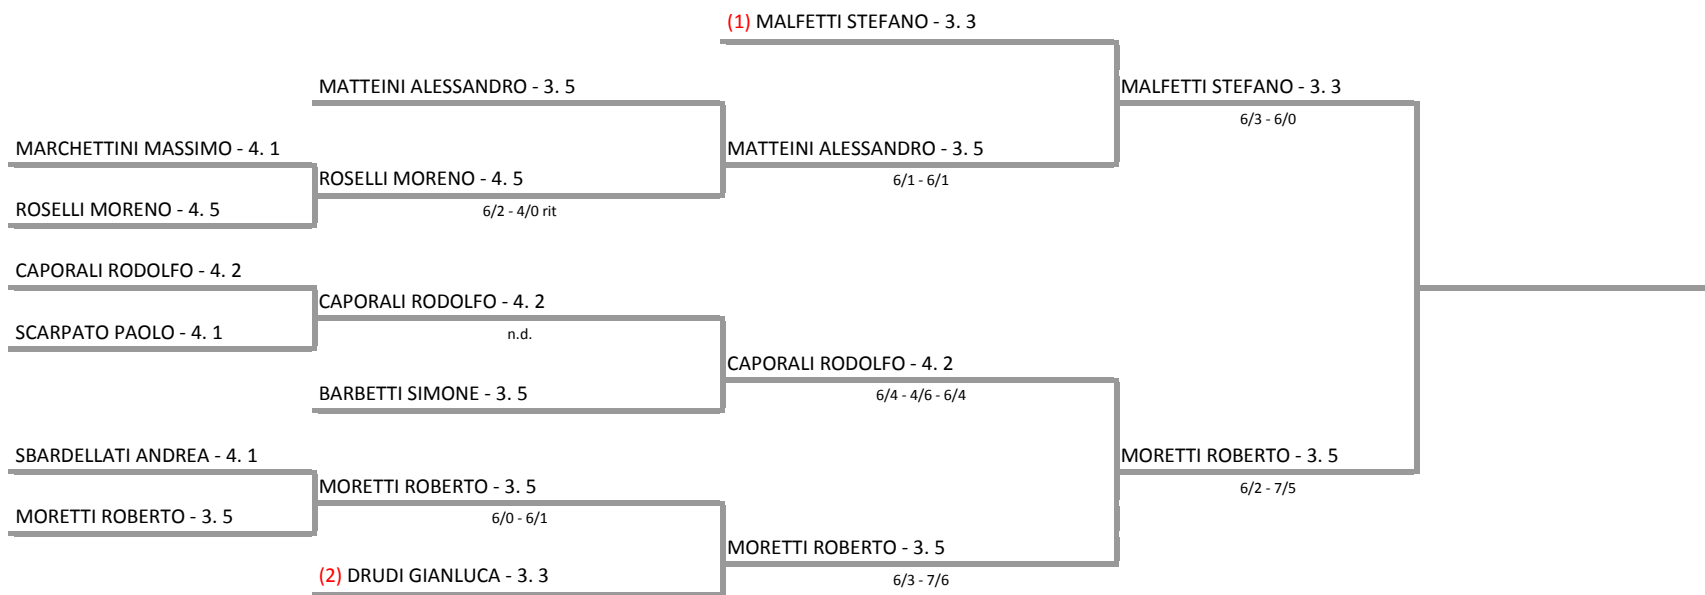 (1) MALFETTI STEFANO - 3. 3
MATTEINI ALESSANDRO - 3. 5
MALFETTI STEFANO - 3. 3
6/3 - 6/0
MARCHETTINI MASSIMO - 4. 1
MATTEINI ALESSANDRO - 3. 5
ROSELLI MORENO - 4. 5
6/1 - 6/1
ROSELLI MORENO - 4. 5
6/2 - 4/0 rit
CAPORALI RODOLFO - 4. 2
CAPORALI RODOLFO - 4. 2
SCARPATO PAOLO - 4. 1
n.d.
CAPORALI RODOLFO - 4. 2
BARBETTI SIMONE - 3. 5
6/4 - 4/6 - 6/4
SBARDELLATI ANDREA - 4. 1
MORETTI ROBERTO - 3. 5
MORETTI ROBERTO - 3. 5
6/2 - 7/5
MORETTI ROBERTO - 3. 5
6/0 - 6/1
MORETTI ROBERTO - 3. 5
(2) DRUDI GIANLUCA - 3. 3
6/3 - 7/6